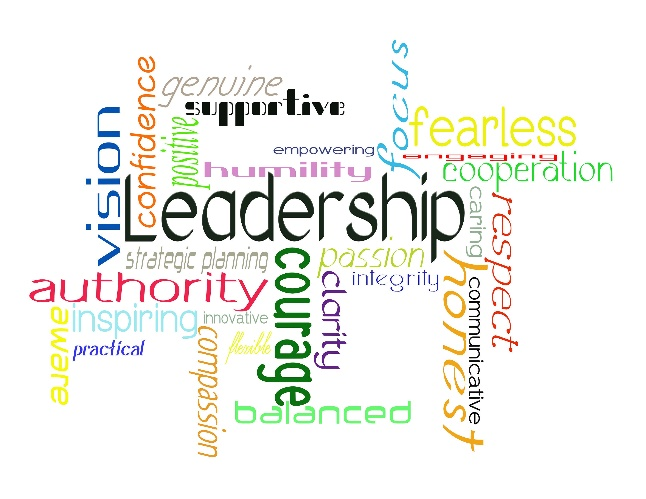 focus
genuine
confidence
supportive
vision
fearless
positive
empowering
engaging
humility
cooperation
Leadership
caring
respect
strategic planning
courage
passion
honest
clarity
integrity
authority
communicative
aware
inspiring
innovative
compassion
flexible
practical
balanced